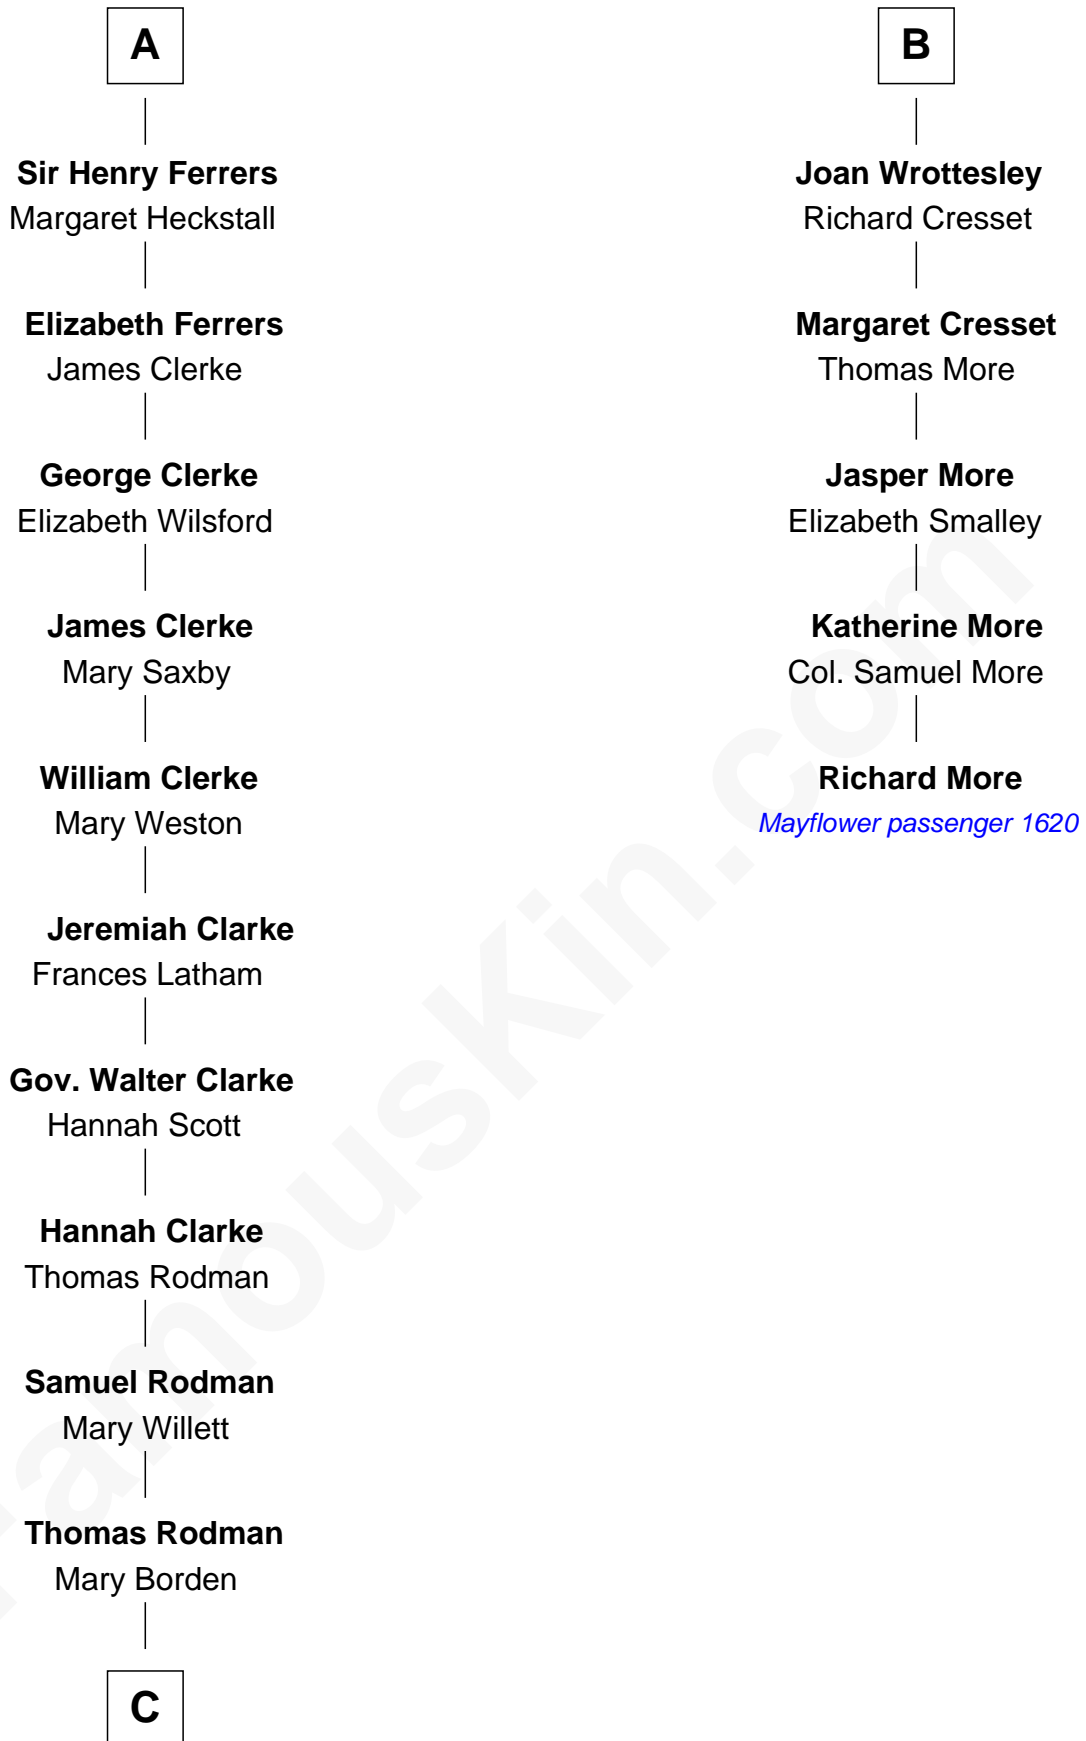 A
Sir Henry Ferrers
Margaret Heckstall
Elizabeth Ferrers
James Clerke
George Clerke
Elizabeth Wilsford
James Clerke
Mary Saxby
William Clerke
Mary Weston
Jeremiah Clarke
Frances Latham
Gov. Walter Clarke
Hannah Scott
Hannah Clarke
Thomas Rodman
Samuel Rodman
Mary Willett
Thomas Rodman
Mary Borden
C
B
Joan Wrottesley
Richard Cresset
Margaret Cresset
Thomas More
Jasper More
Elizabeth Smalley
Katherine More
Col. Samuel More
Richard More
Mayflower passenger 1620
FamousKin.com